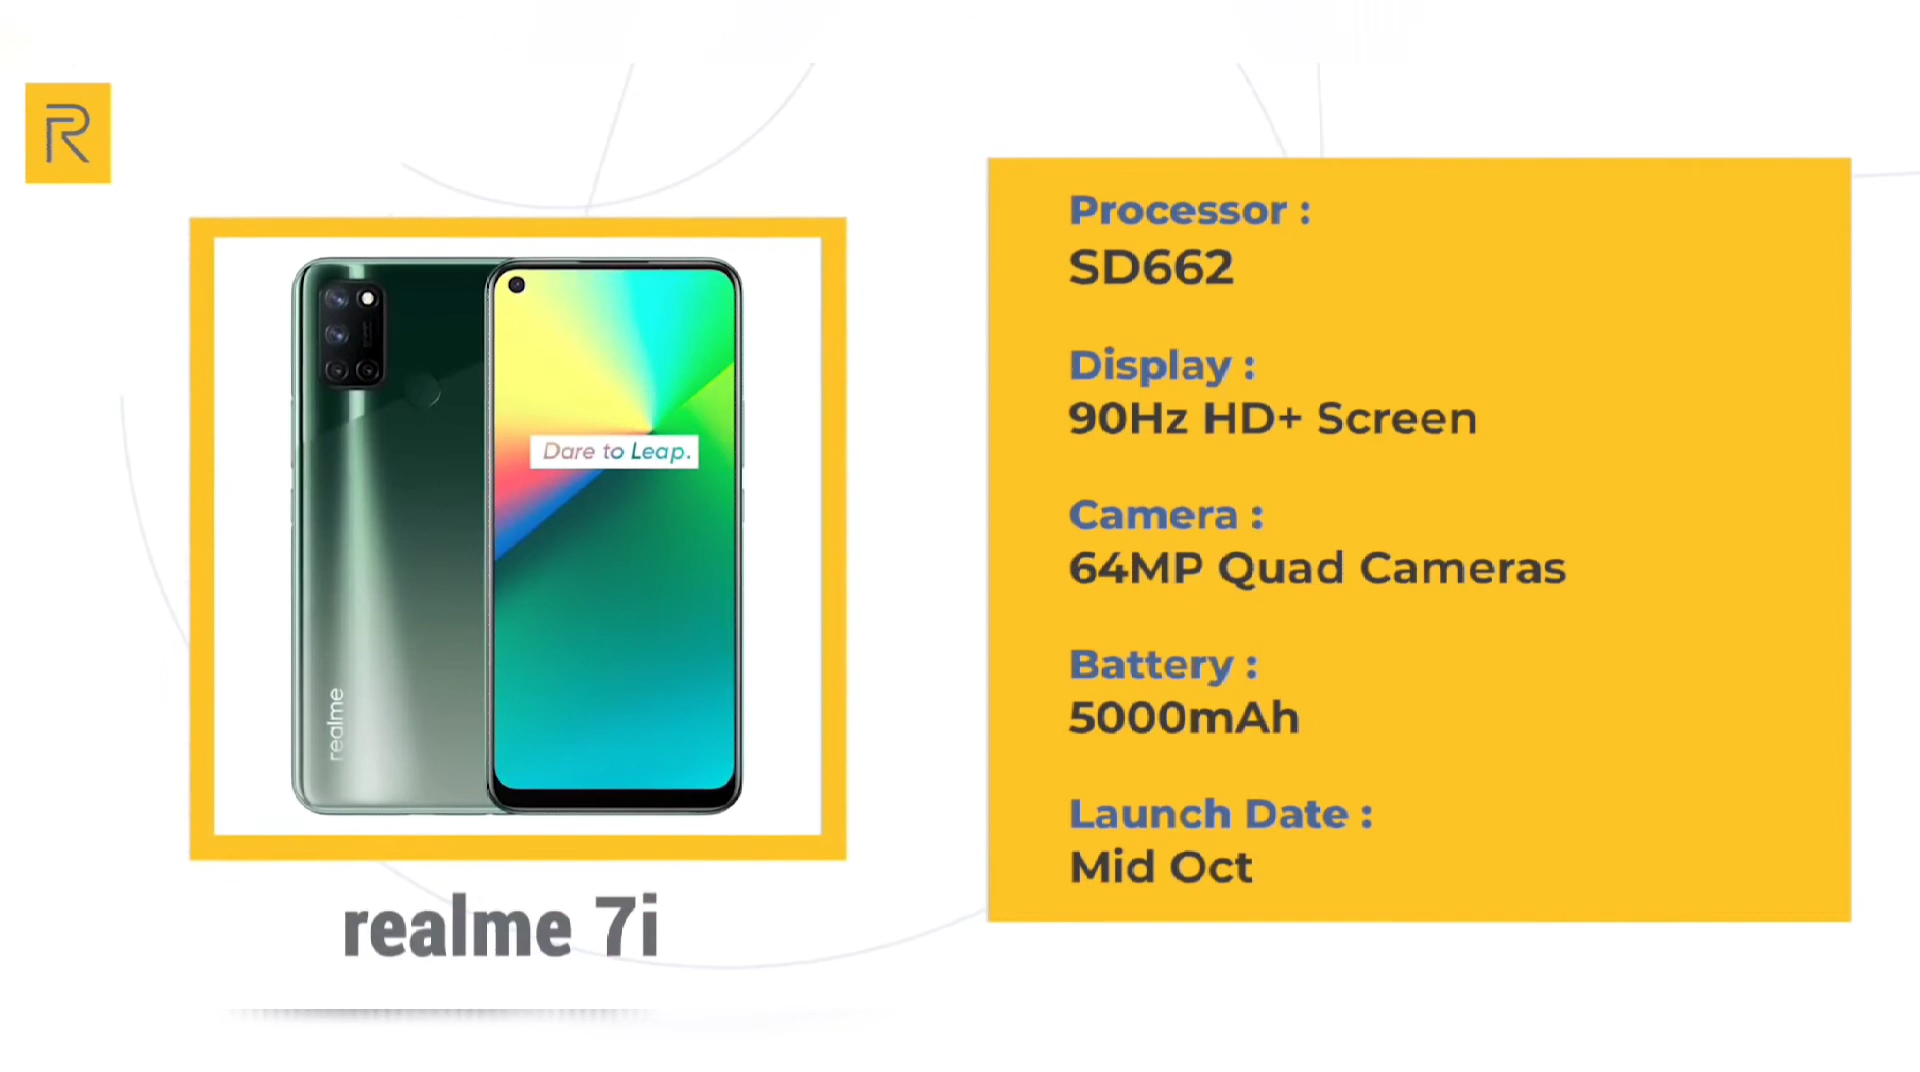 R
Processor :
SD662
Display :
90Hz HD+ Screen
Camera :
64MP Quad Cameras
Battery :
5000mAh
Launch Date :
Mid Oct
Dare to Leap.
realme
realme 7i